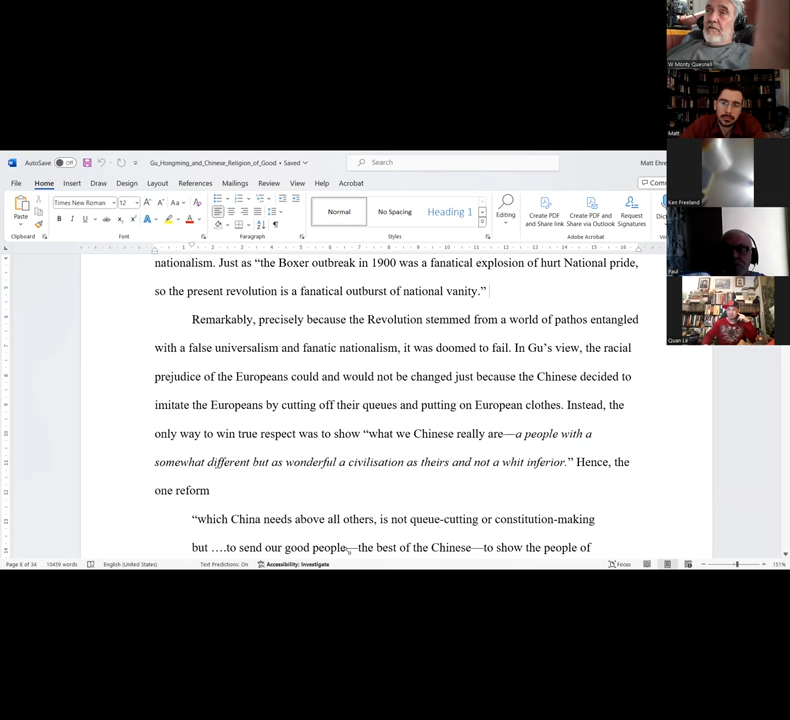 AutoSave Off Gu_Hongming_and_Chinese_Religion_of_Good • Saved Search Matt Ehre
File Home Insert Draw Design Layout References Mailings Review View Help Acrobat Comm
Paste Times New Roman 12 A A Aa B I U ab x x A A Normal No Spacing Heading 1 Editing Create PDF Create PDF and Request Dict
and Share link Share via Outlook Signatures
Clipboard Font Paragraph Styles Adobe Acrobat
nationalism. Just as “the Boxer outbreak in 1900 was a fanatical explosion of hurt National pride,
so the present revolution is a fanatical outburst of national vanity.”
Remarkably, precisely because the Revolution stemmed from a world of pathos entangled
with a false universalism and fanatic nationalism, it was doomed to fail. In Gu’s view, the racial
prejudice of the Europeans could and would not be changed just because the Chinese decided to
imitate the Europeans by cutting off their queues and putting on European clothes. Instead, the
only way to win true respect was to show “what we Chinese really are—a people with a
somewhat different but as wonderful a civilisation as theirs and not a whit inferior.” Hence, the
one reform
“which China needs above all others, is not queue-cutting or constitution-making
but ….to send our good people—the best of the Chinese—to show the people of
Page 8 of 34 10459 words English (United States) Text Predictions: On Accessibility: Investigate Focus 151%
W Monty Quesnell
Matt
Ken Freeland
Paul
Quan Le